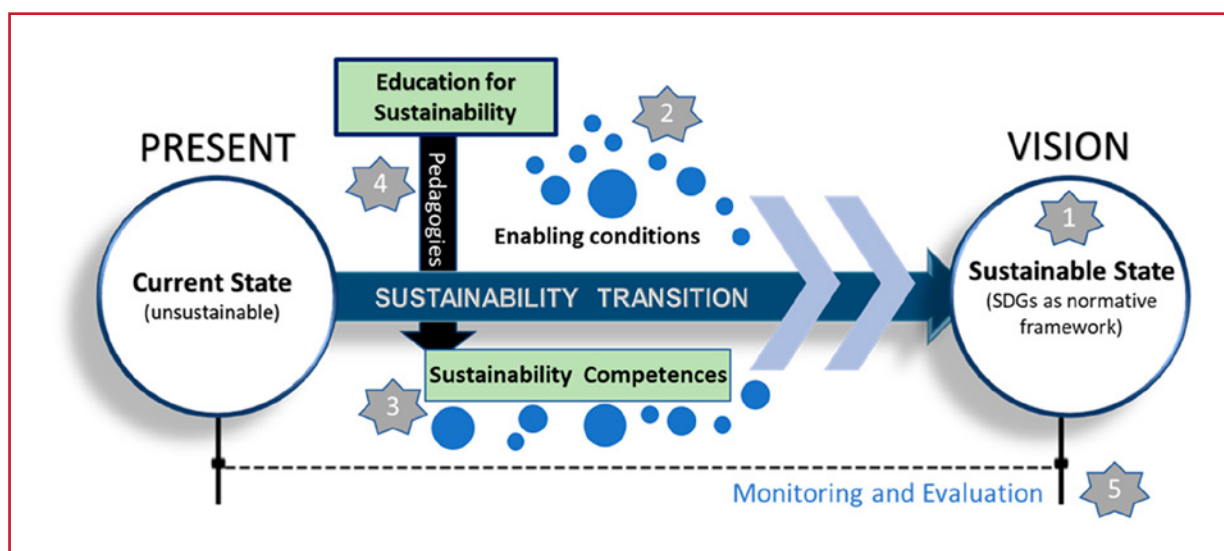 Education for
Sustainability
2
PRESENT
VISION
4
Pedagogies
1
Enabling conditions
Current State
(unsustainable)
Sustainable State
(SDGs as normative
framework)
SUSTAINABILITY TRANSITION
Sustainability Competences
3
Monitoring and Evaluation
5